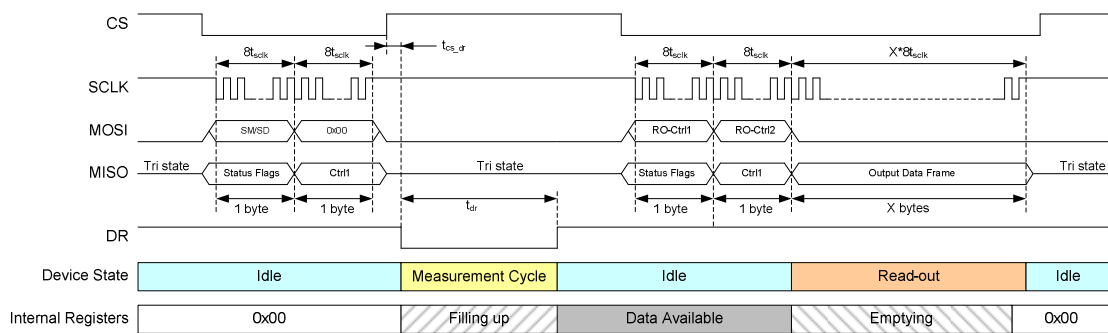 CS
t_cs_dr
8t_sclk 8t_sclk 8t_sclk 8t_sclk X*8t_sclk
SCLK
MOSI SM/SD 0x00 RO-Ctrl1 RO-Ctrl2
MISO Tri state Status Flags Ctrl1 Tri state Status Flags Ctrl1 Output Data Frame Tri state
1 byte 1 byte t_dr 1 byte 1 byte X bytes
DR
Device State Idle Measurement Cycle Idle Read-out Idle
Internal Registers 0x00 Filling up Data Available Emptying 0x00